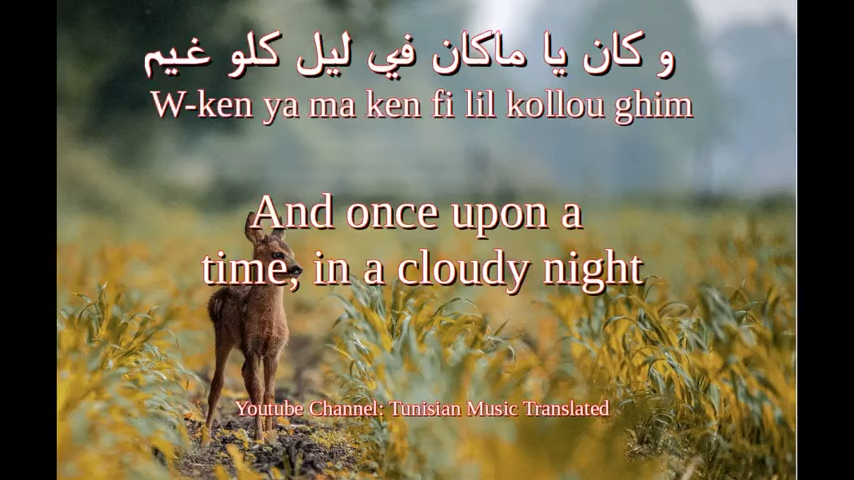 و كان يا ماكان في ليل كلو غيم
W-ken ya ma ken fi lil kollou ghim
And once upon a
time, in a cloudy night
Youtube Channel: Tunisian Music Translated